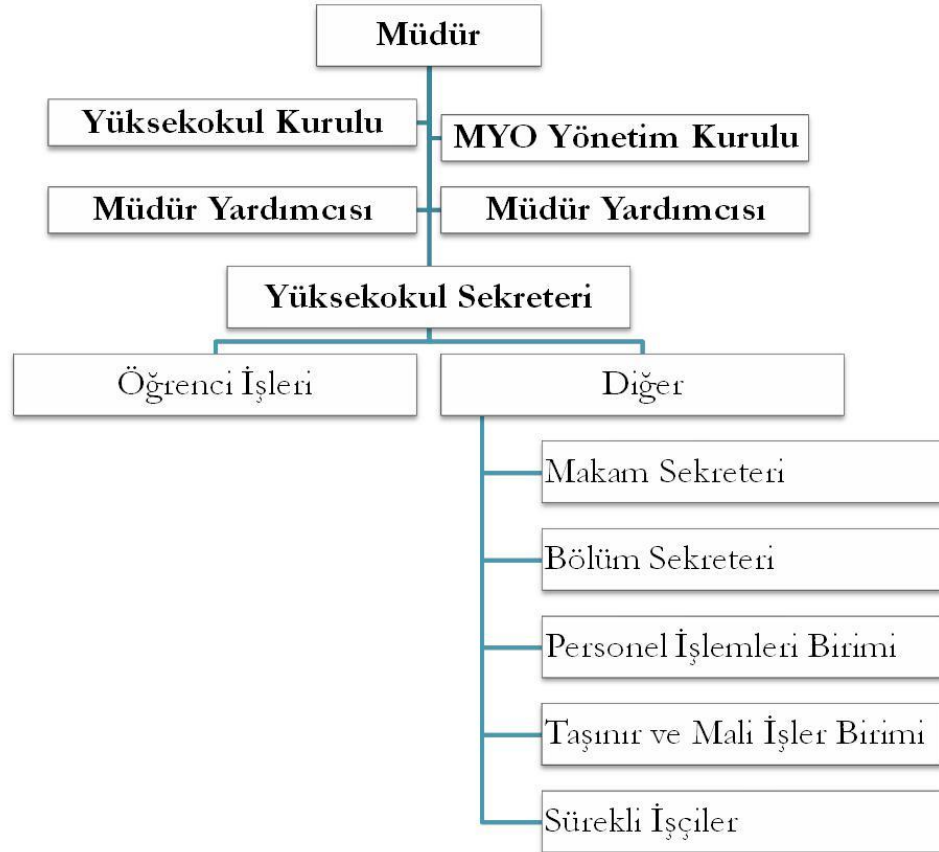 Müdür
Yüksekokul Kurulu
MYO Yönetim Kurulu
Müdür Yardımcısı
Müdür Yardımcısı
Yüksekokul Sekreteri
Öğrenci İşleri
Diğer
Makam Sekreteri
Bölüm Sekreteri
Personel İşlemleri Birimi
Taşınır ve Mali İşler Birimi
Sürekli İşçiler